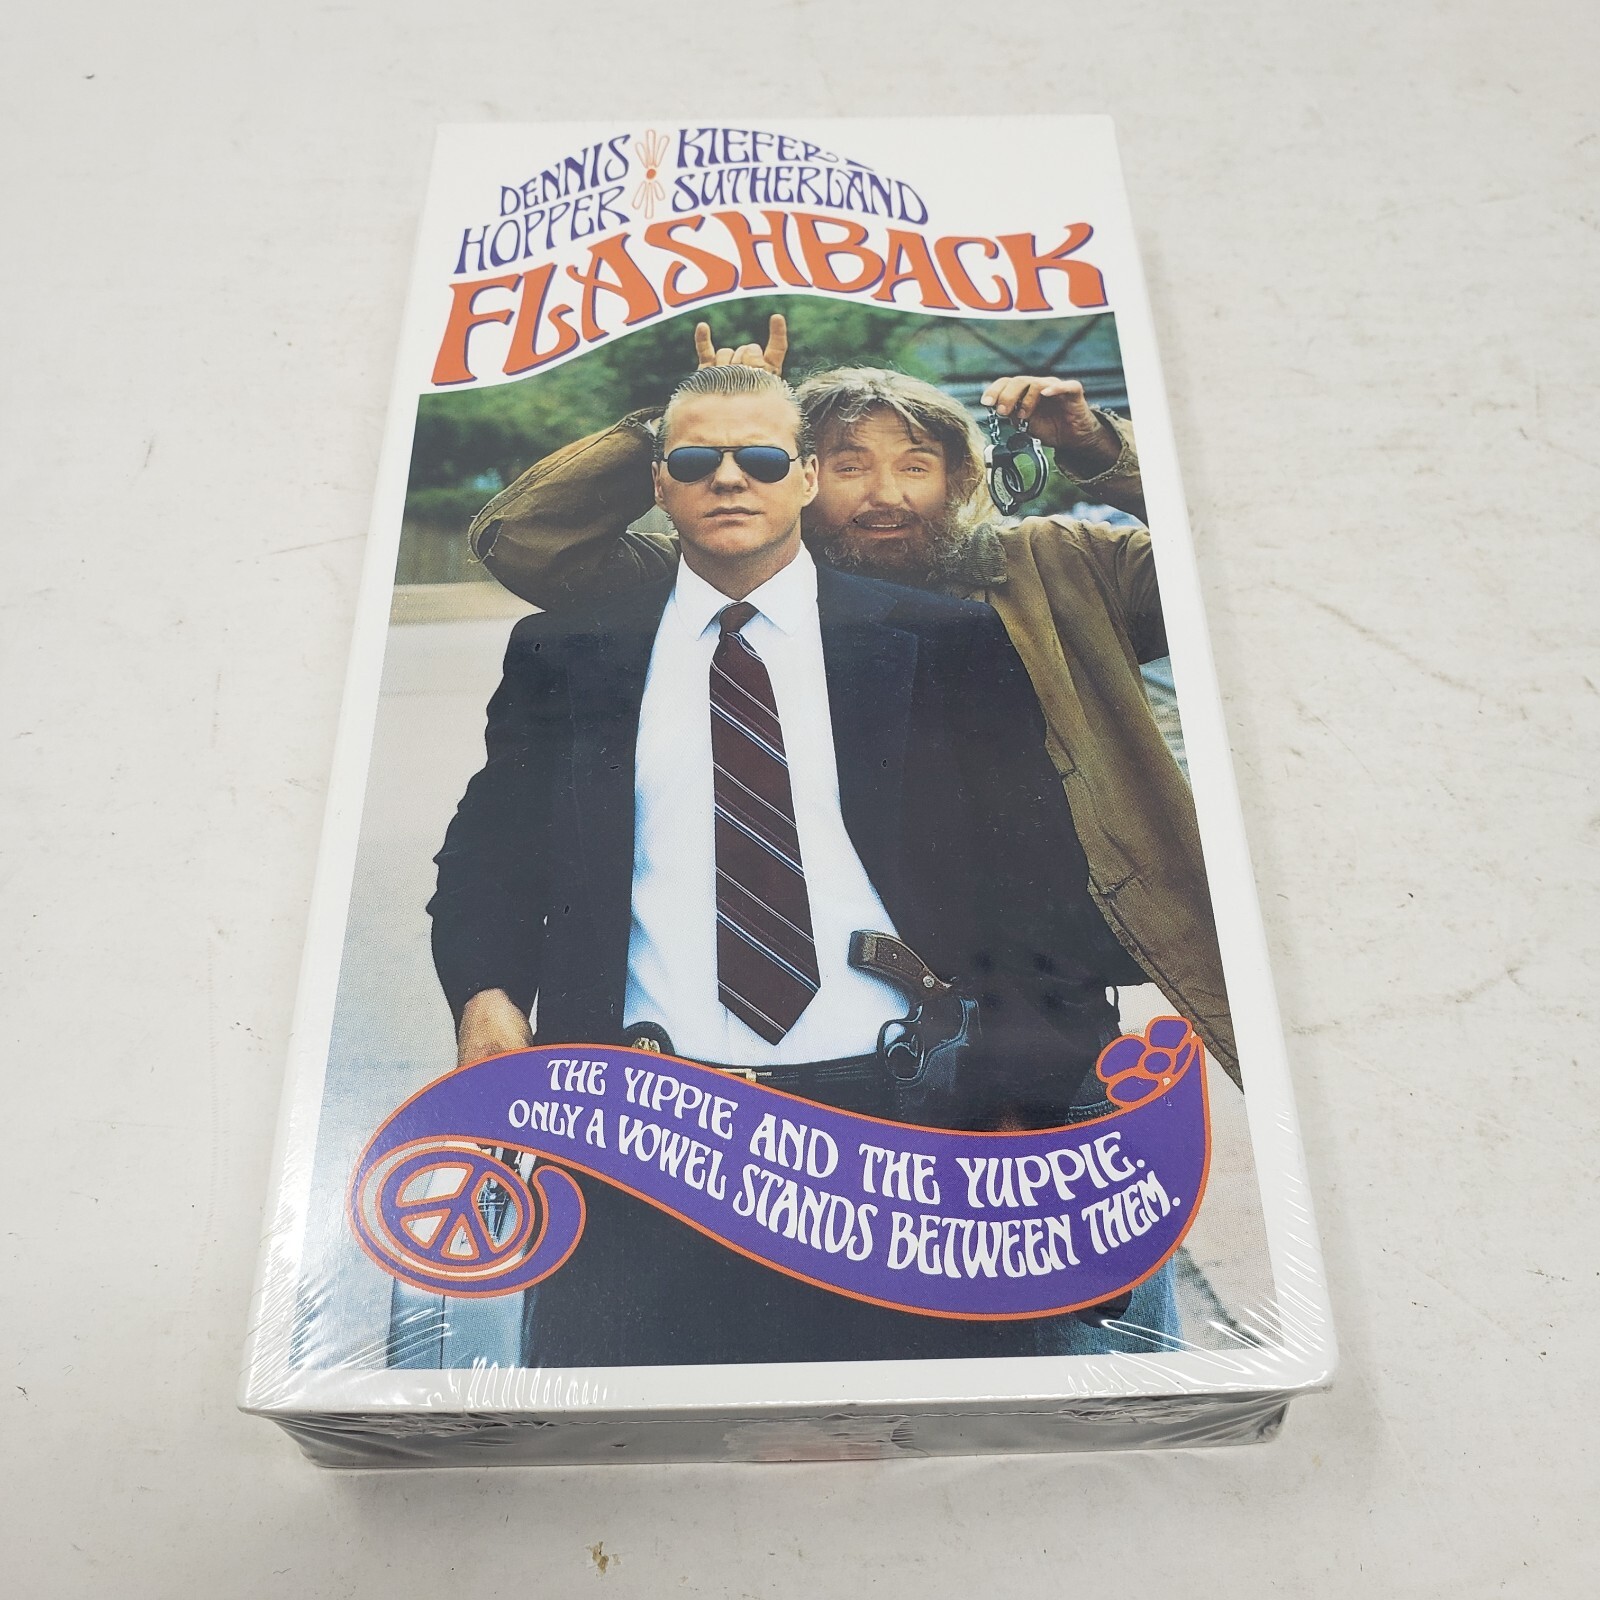 DENNIS HOPPER
KIEFER SUTHERLAND
FLASHBACK
THE YIPPIE AND THE YUPPIE.
ONLY A VOWEL STANDS BETWEEN THEM.